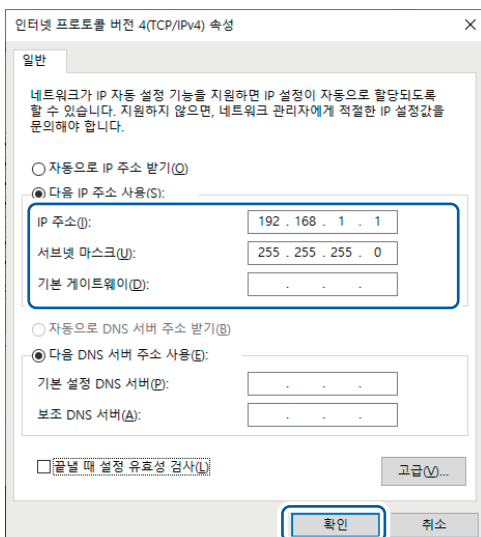 인터넷 프로토콜 버전 4(TCP/IPv4) 속성
일반
네트워크가 IP 자동 설정 기능을 지원하면 IP 설정이 자동으로 할당되도록
할 수 있습니다. 지원하지 않으면, 네트워크 관리자에게 적절한 IP 설정값을
문의해야 합니다.
자동으로 IP 주소 받기(O)
다음 IP 주소 사용(S):
IP 주소(I): 192 . 168 . 1 . 1
서브넷 마스크(U): 255 . 255 . 255 . 0
기본 게이트웨이(D): . . .
자동으로 DNS 서버 주소 받기(B)
다음 DNS 서버 주소 사용(E):
기본 설정 DNS 서버(P): . . .
보조 DNS 서버(A): . . .
끝낼 때 설정 유효성 검사(L)
고급(V)...
확인 취소